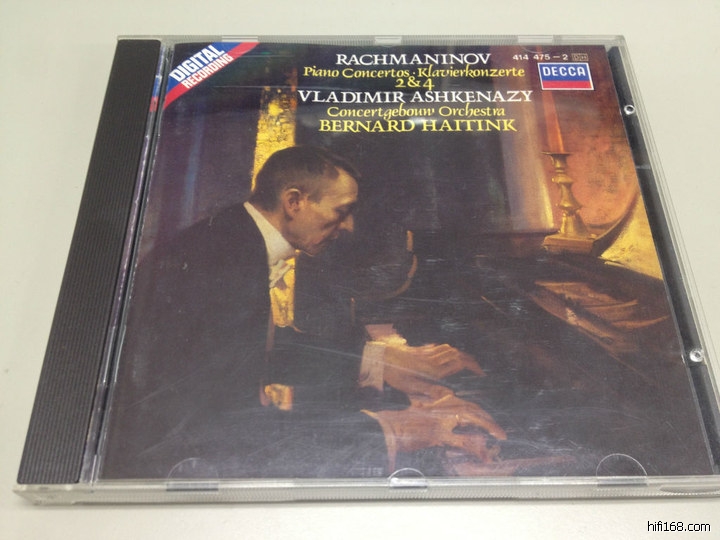 DIGITAL
RECORDING
RACHMANINOV
Piano Concertos · Klavierkonzerte
2 & 4
VLADIMIR ASHKENAZY
Concertgebouw Orchestra
BERNARD HAITINK
414 475-2
DECCA
hifi168.com